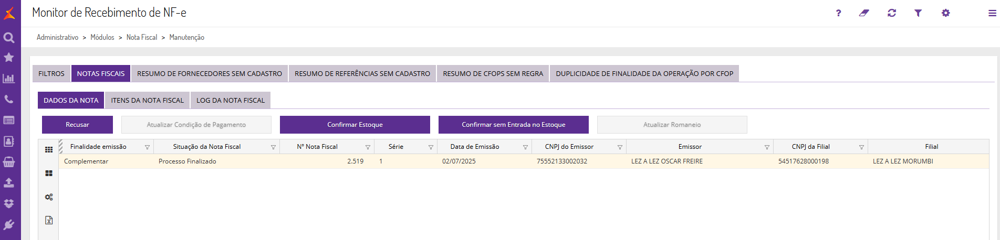 Monitor de Recebimento de NF-e
?
Administrativo > Módulos > Nota Fiscal > Manutenção
FILTROS NOTAS FISCAIS RESUMO DE FORNECEDORES SEM CADASTRO RESUMO DE REFERÊNCIAS SEM CADASTRO RESUMO DE CFOPS SEM REGRA DUPLICIDADE DE FINALIDADE DA OPERAÇÃO POR CFOP
DADOS DA NOTA ITENS DA NOTA FISCAL LOG DA NOTA FISCAL
Recusar Atualizar Condição de Pagamento Confirmar Estoque Confirmar sem Entrada no Estoque Atualizar Romaneio
Finalidade emissão Situação da Nota Fiscal Nº Nota Fiscal Série Data de Emissão CNPJ do Emissor Emissor CNPJ da Filial Filial
Complementar Processo Finalizado 2.519 1 02/07/2025 75552133002032 LEZ A LEZ OSCAR FREIRE 54517628000198 LEZ A LEZ MORUMBI